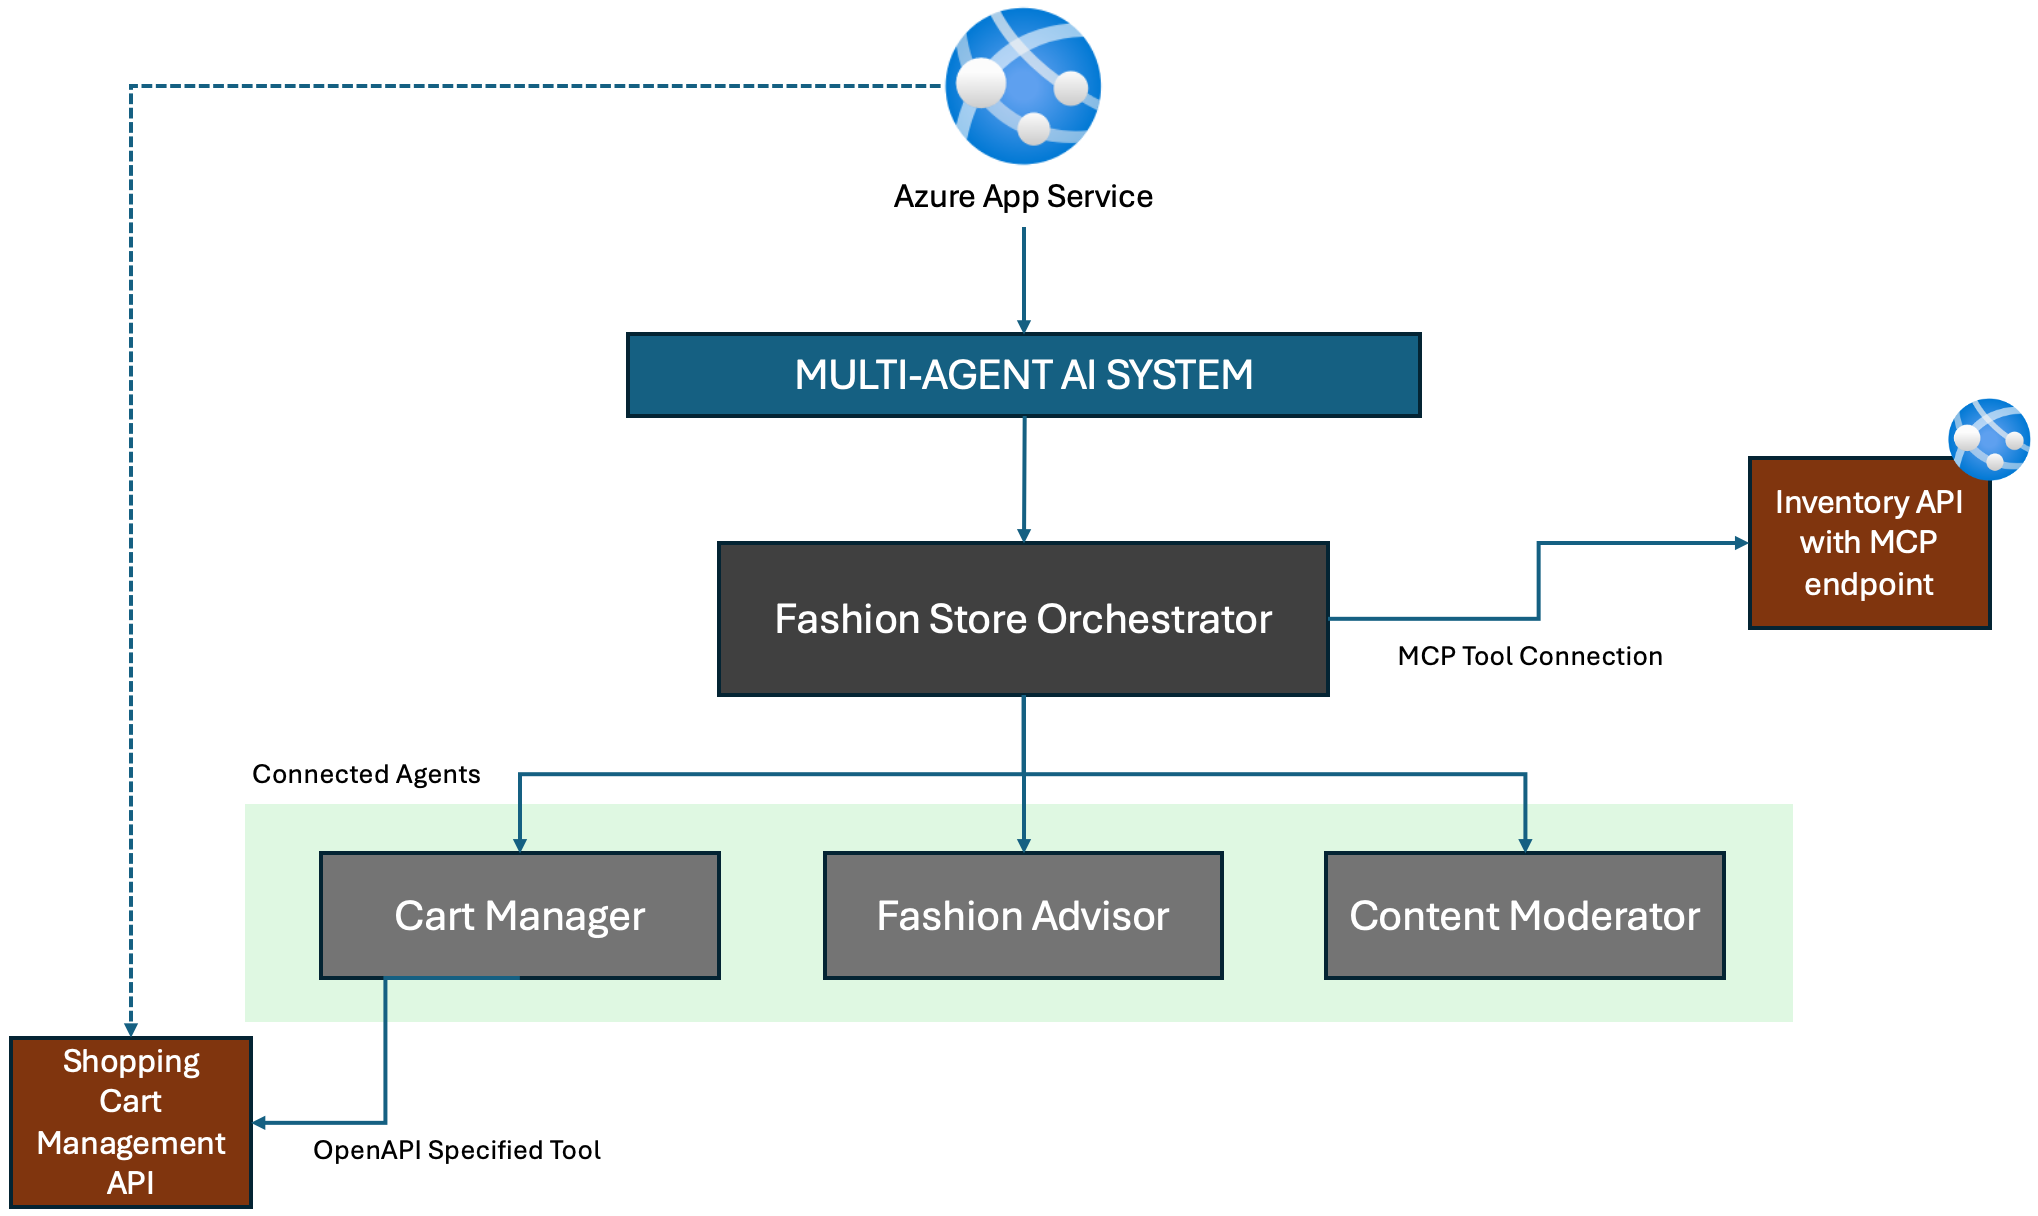 Azure App Service
MULTI-AGENT AI SYSTEM
Inventory API
with MCP
endpoint
Fashion Store Orchestrator
MCP Tool Connection
Connected Agents
Cart Manager
Fashion Advisor
Content Moderator
Shopping
Cart
Management
API
OpenAPI Specified Tool